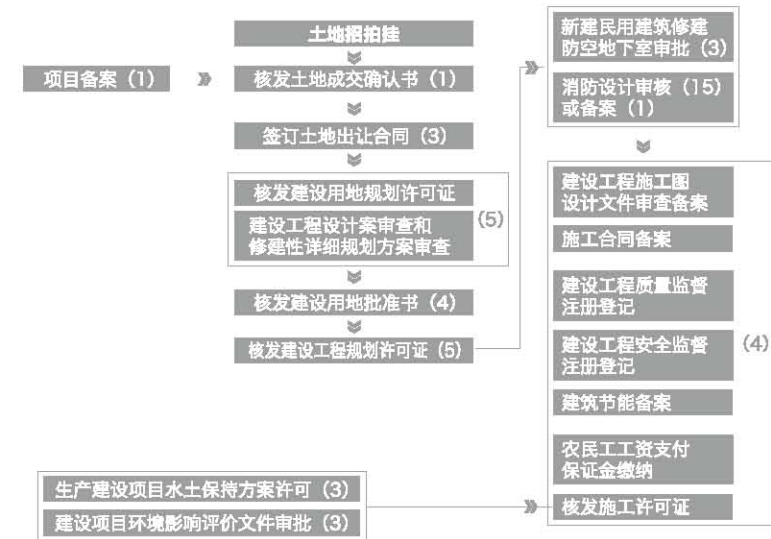 项目备案（1）
土地招拍挂
核发土地成交确认书（1）
签订土地出让合同（3）
核发建设用地规划许可证
建设工程设计案审查和
修建性详细规划方案审查
（5）
核发建设用地批准书（4）
核发建设工程规划许可证（5）
新建民用建筑修建
防空地下室审批（3）
消防设计审核（15）
或备案（1）
建设工程施工图
设计文件审查备案
施工合同备案
建设工程质量监督
注册登记
建设工程安全监督
注册登记
建筑节能备案
农民工工资支付
保证金缴纳
核发施工许可证
（4）
生产建设项目水土保持方案许可（3）
建设项目环境影响评价文件审批（3）